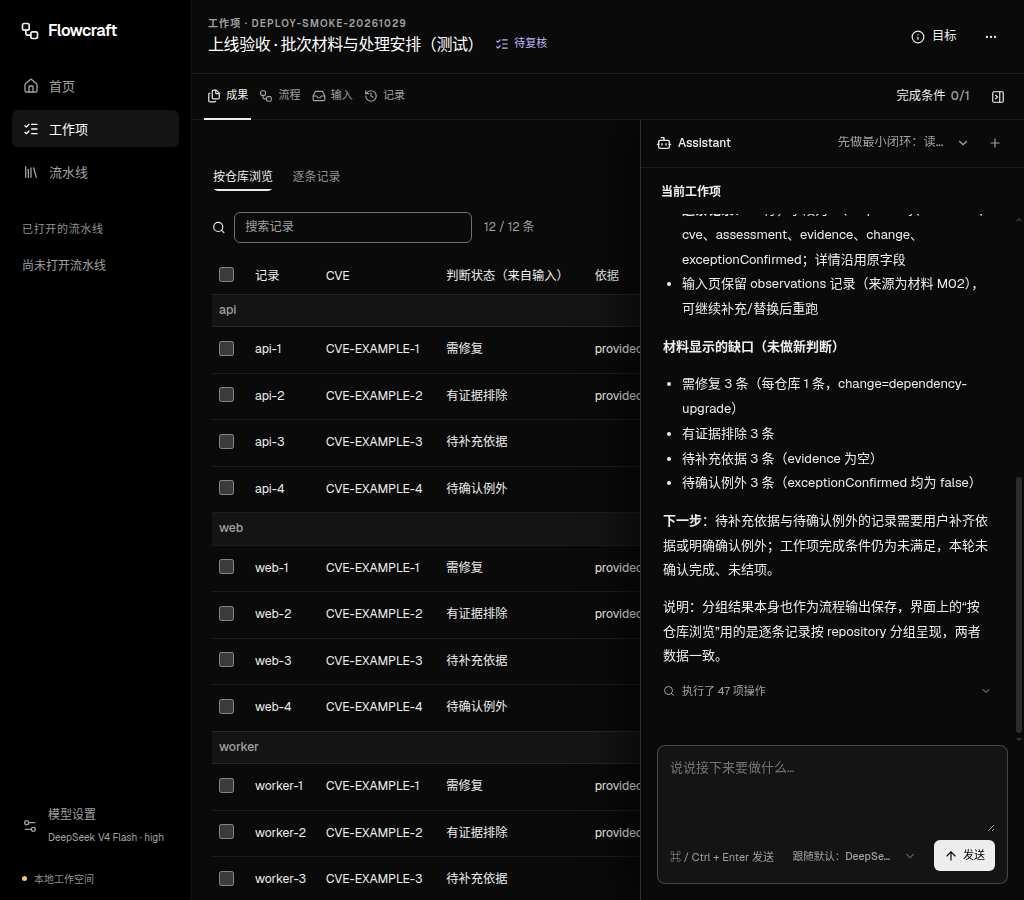 Flowcraft
首页
工作项
流水线
已打开的流水线
尚未打开流水线
模型设置
DeepSeek V4 Flash · high
本地工作空间
工作项 · DEPLOY-SMOKE-20261029
上线验收 · 批次材料与处理安排（测试）
待复核
目标
成果
流程
输入
记录
完成条件 0/1
按仓库浏览
逐条记录
搜索记录
12 / 12 条
记录 CVE 判断状态（来自输入） 依据
api
api-1 CVE-EXAMPLE-1 需修复 provided
api-2 CVE-EXAMPLE-2 有证据排除 provided
api-3 CVE-EXAMPLE-3 待补充依据
api-4 CVE-EXAMPLE-4 待确认例外
web
web-1 CVE-EXAMPLE-1 需修复 provided
web-2 CVE-EXAMPLE-2 有证据排除 provided
web-3 CVE-EXAMPLE-3 待补充依据
web-4 CVE-EXAMPLE-4 待确认例外
worker
worker-1 CVE-EXAMPLE-1 需修复 provided
worker-2 CVE-EXAMPLE-2 有证据排除 provided
worker-3 CVE-EXAMPLE-3 待补充依据
Assistant
先做最小闭环：读...
当前工作项
cve、assessment、evidence、change、
exceptionConfirmed；详情沿用原字段
输入页保留 observations 记录（来源为材料 M02），
可继续补充/替换后重跑
材料显示的缺口（未做新判断）
需修复 3 条（每仓库 1 条，change=dependency-
upgrade）
有证据排除 3 条
待补充依据 3 条（evidence 为空）
待确认例外 3 条（exceptionConfirmed 均为 false）
下一步：待补充依据与待确认例外的记录需要用户补齐依
据或明确确认例外；工作项完成条件仍为未满足，本轮未
确认完成、未结项。
说明：分组结果本身也作为流程输出保存，界面上的“按
仓库浏览”用的是逐条记录按 repository 分组呈现，两者
数据一致。
执行了 47 项操作
说说接下来要做什么...
⌘ / Ctrl + Enter 发送
跟随默认：DeepSe...
发送